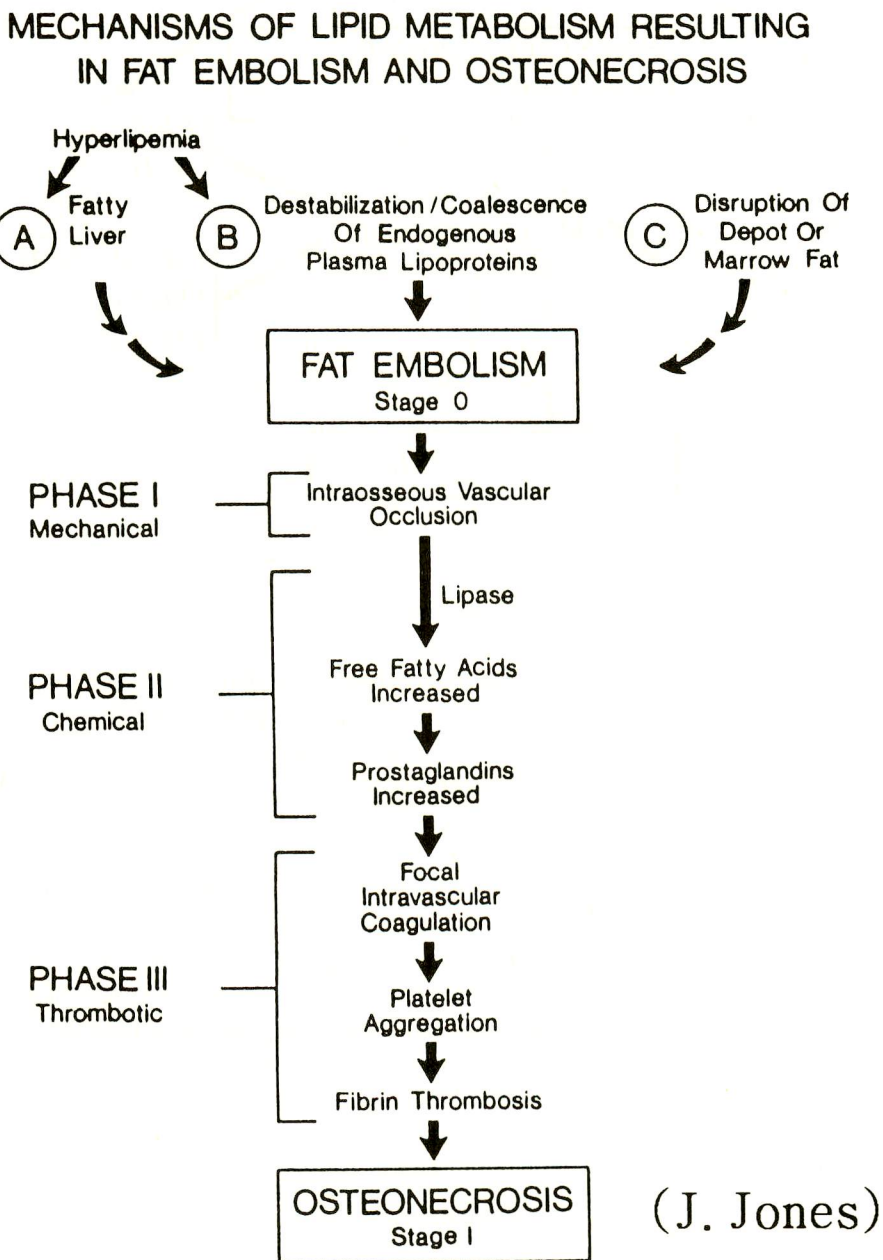 MECHANISMS OF LIPID METABOLISM RESULTING
IN FAT EMBOLISM AND OSTEONECROSIS
Hyperlipemia
A
Fatty
Liver
B
Destabilization/Coalescence
Of Endogenous
Plasma Lipoproteins
C
Disruption Of
Depot Or
Marrow Fat
FAT EMBOLISM
Stage 0
PHASE I
Mechanical
Intraosseous Vascular
Occlusion
Lipase
PHASE II
Chemical
Free Fatty Acids
Increased
Prostaglandins
Increased
PHASE III
Thrombotic
Focal
Intravascular
Coagulation
Platelet
Aggregation
Fibrin Thrombosis
OSTEONECROSIS
Stage I
(J. Jones)